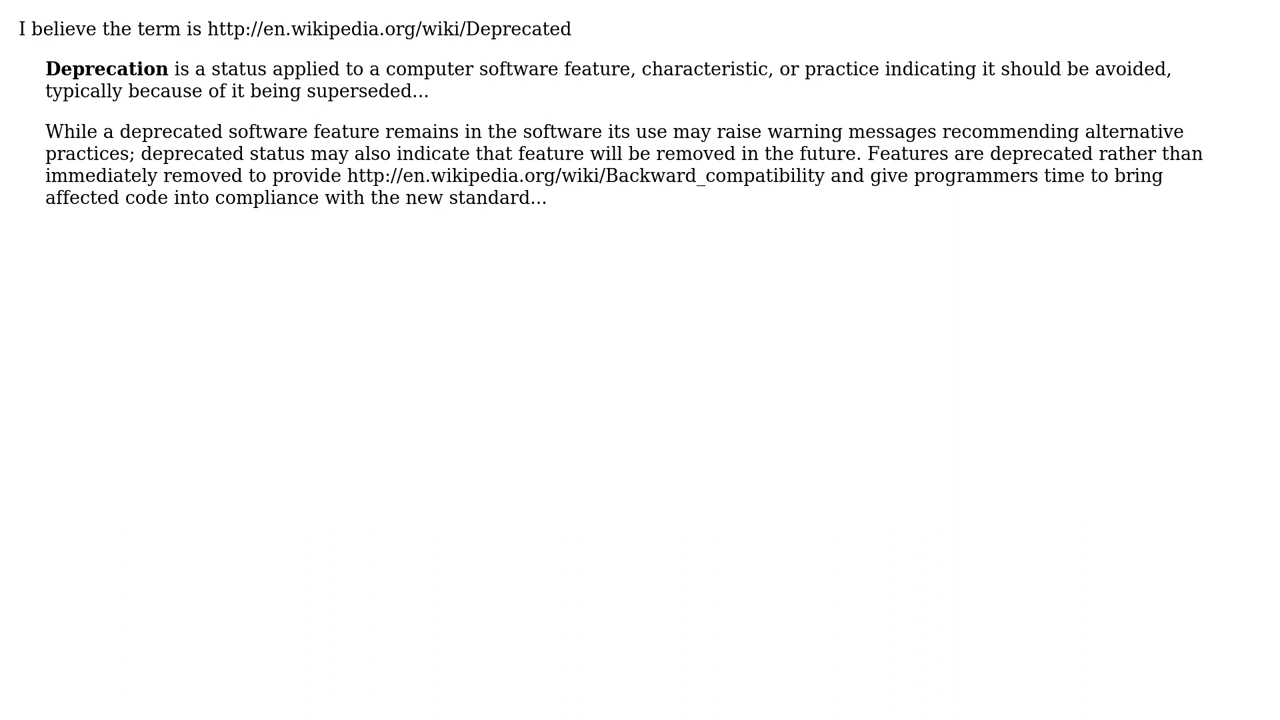 I believe the term is http://en.wikipedia.org/wiki/Deprecated
Deprecation is a status applied to a computer software feature, characteristic, or practice indicating it should be avoided,
typically because of it being superseded...
While a deprecated software feature remains in the software its use may raise warning messages recommending alternative
practices; deprecated status may also indicate that feature will be removed in the future. Features are deprecated rather than
immediately removed to provide http://en.wikipedia.org/wiki/Backward_compatibility and give programmers time to bring
affected code into compliance with the new standard...